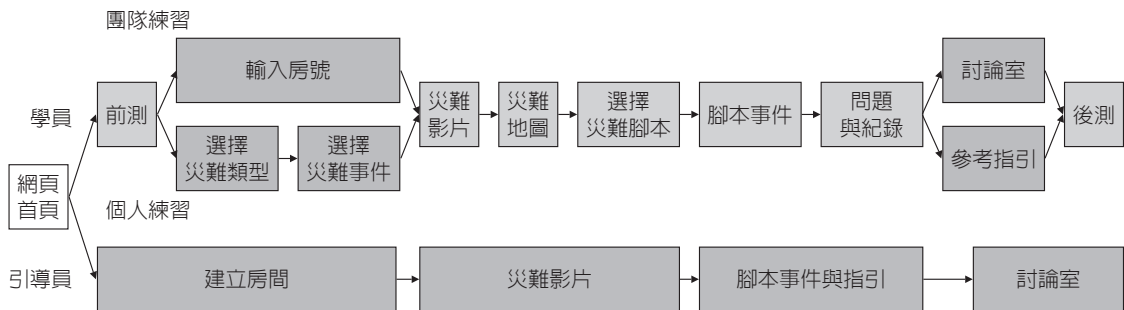 團隊練習
輸入房號
學員
前測
選擇
災難類型
選擇
災難事件
災難
影片
災難
地圖
選擇
災難腳本
腳本事件
問題
與紀錄
討論室
參考指引
後測
網頁
首頁
個人練習
引導員
建立房間
災難影片
腳本事件與指引
討論室